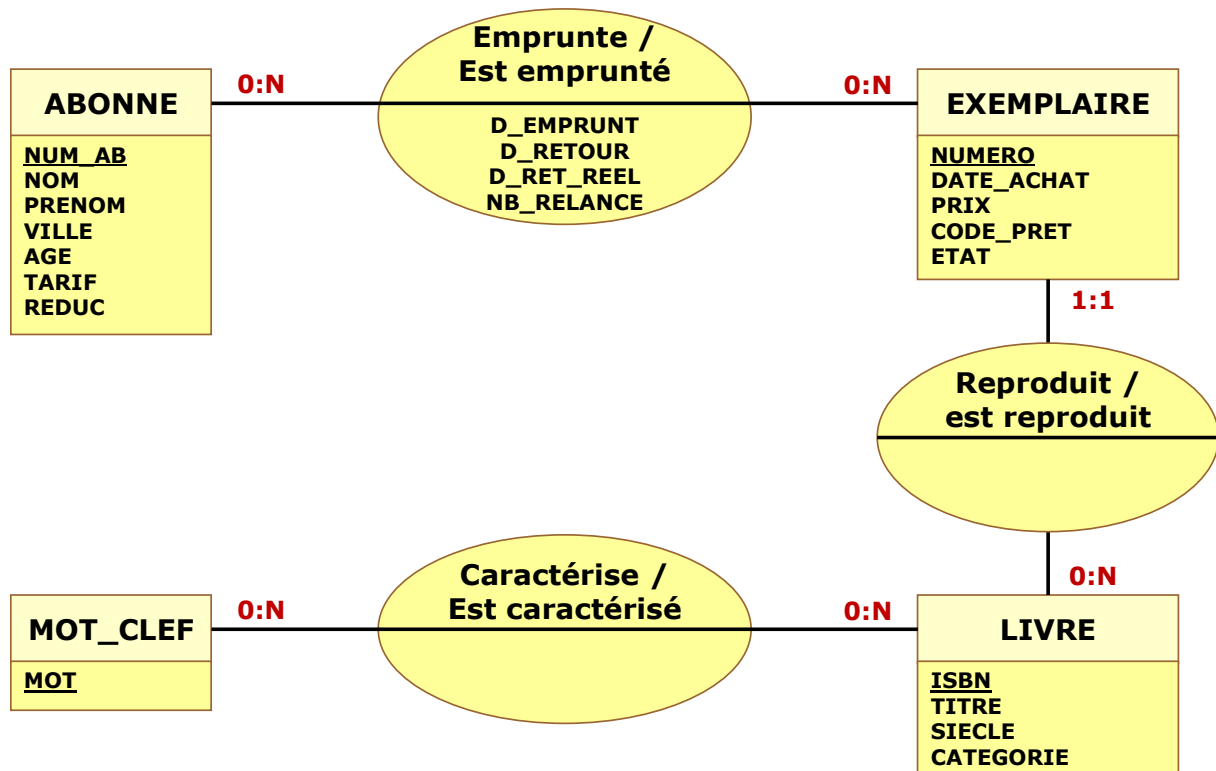 Emprunte /
Est emprunté
0:N
0:N
ABONNE
EXEMPLAIRE
D_EMPRUNT
D_RETOUR
D_RET_REEL
NB_RELANCE
NUM_AB
NOM
PRENOM
VILLE
AGE
TARIF
REDUC
NUMERO
DATE_ACHAT
PRIX
CODE_PRET
ETAT
1:1
Reproduit /
est reproduit
0:N
Caractérise /
Est caractérisé
0:N
0:N
MOT_CLEF
LIVRE
MOT
ISBN
TITRE
SIECLE
CATEGORIE